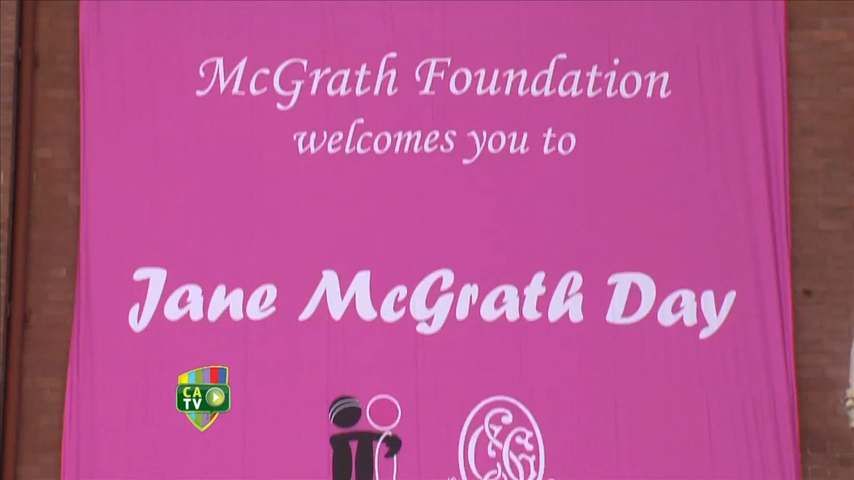 McGrath Foundation
welcomes you to
Jane McGrath Day
CA
TV